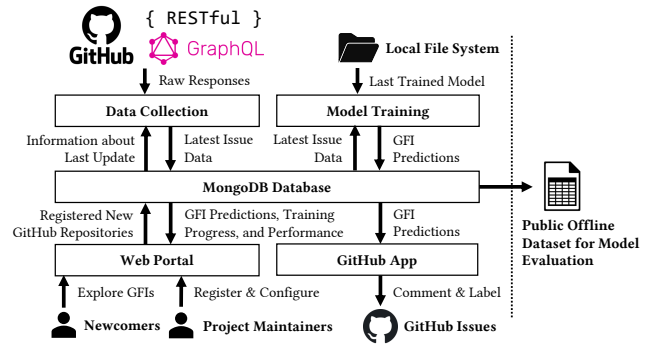 { RESTful }
GitHub
GraphQL
Local File System
Raw Responses
Last Trained Model
Data Collection
Model Training
Information about
Last Update
Latest Issue
Data
Latest Issue
Data
GFI
Predictions
MongoDB Database
Registered New
GitHub Repositories
GFI Predictions, Training
Progress, and Performance
GFI
Predictions
Public Offline
Dataset for Model
Evaluation
Web Portal
GitHub App
Explore GFIs
Register & Configure
Comment & Label
Newcomers
Project Maintainers
GitHub Issues